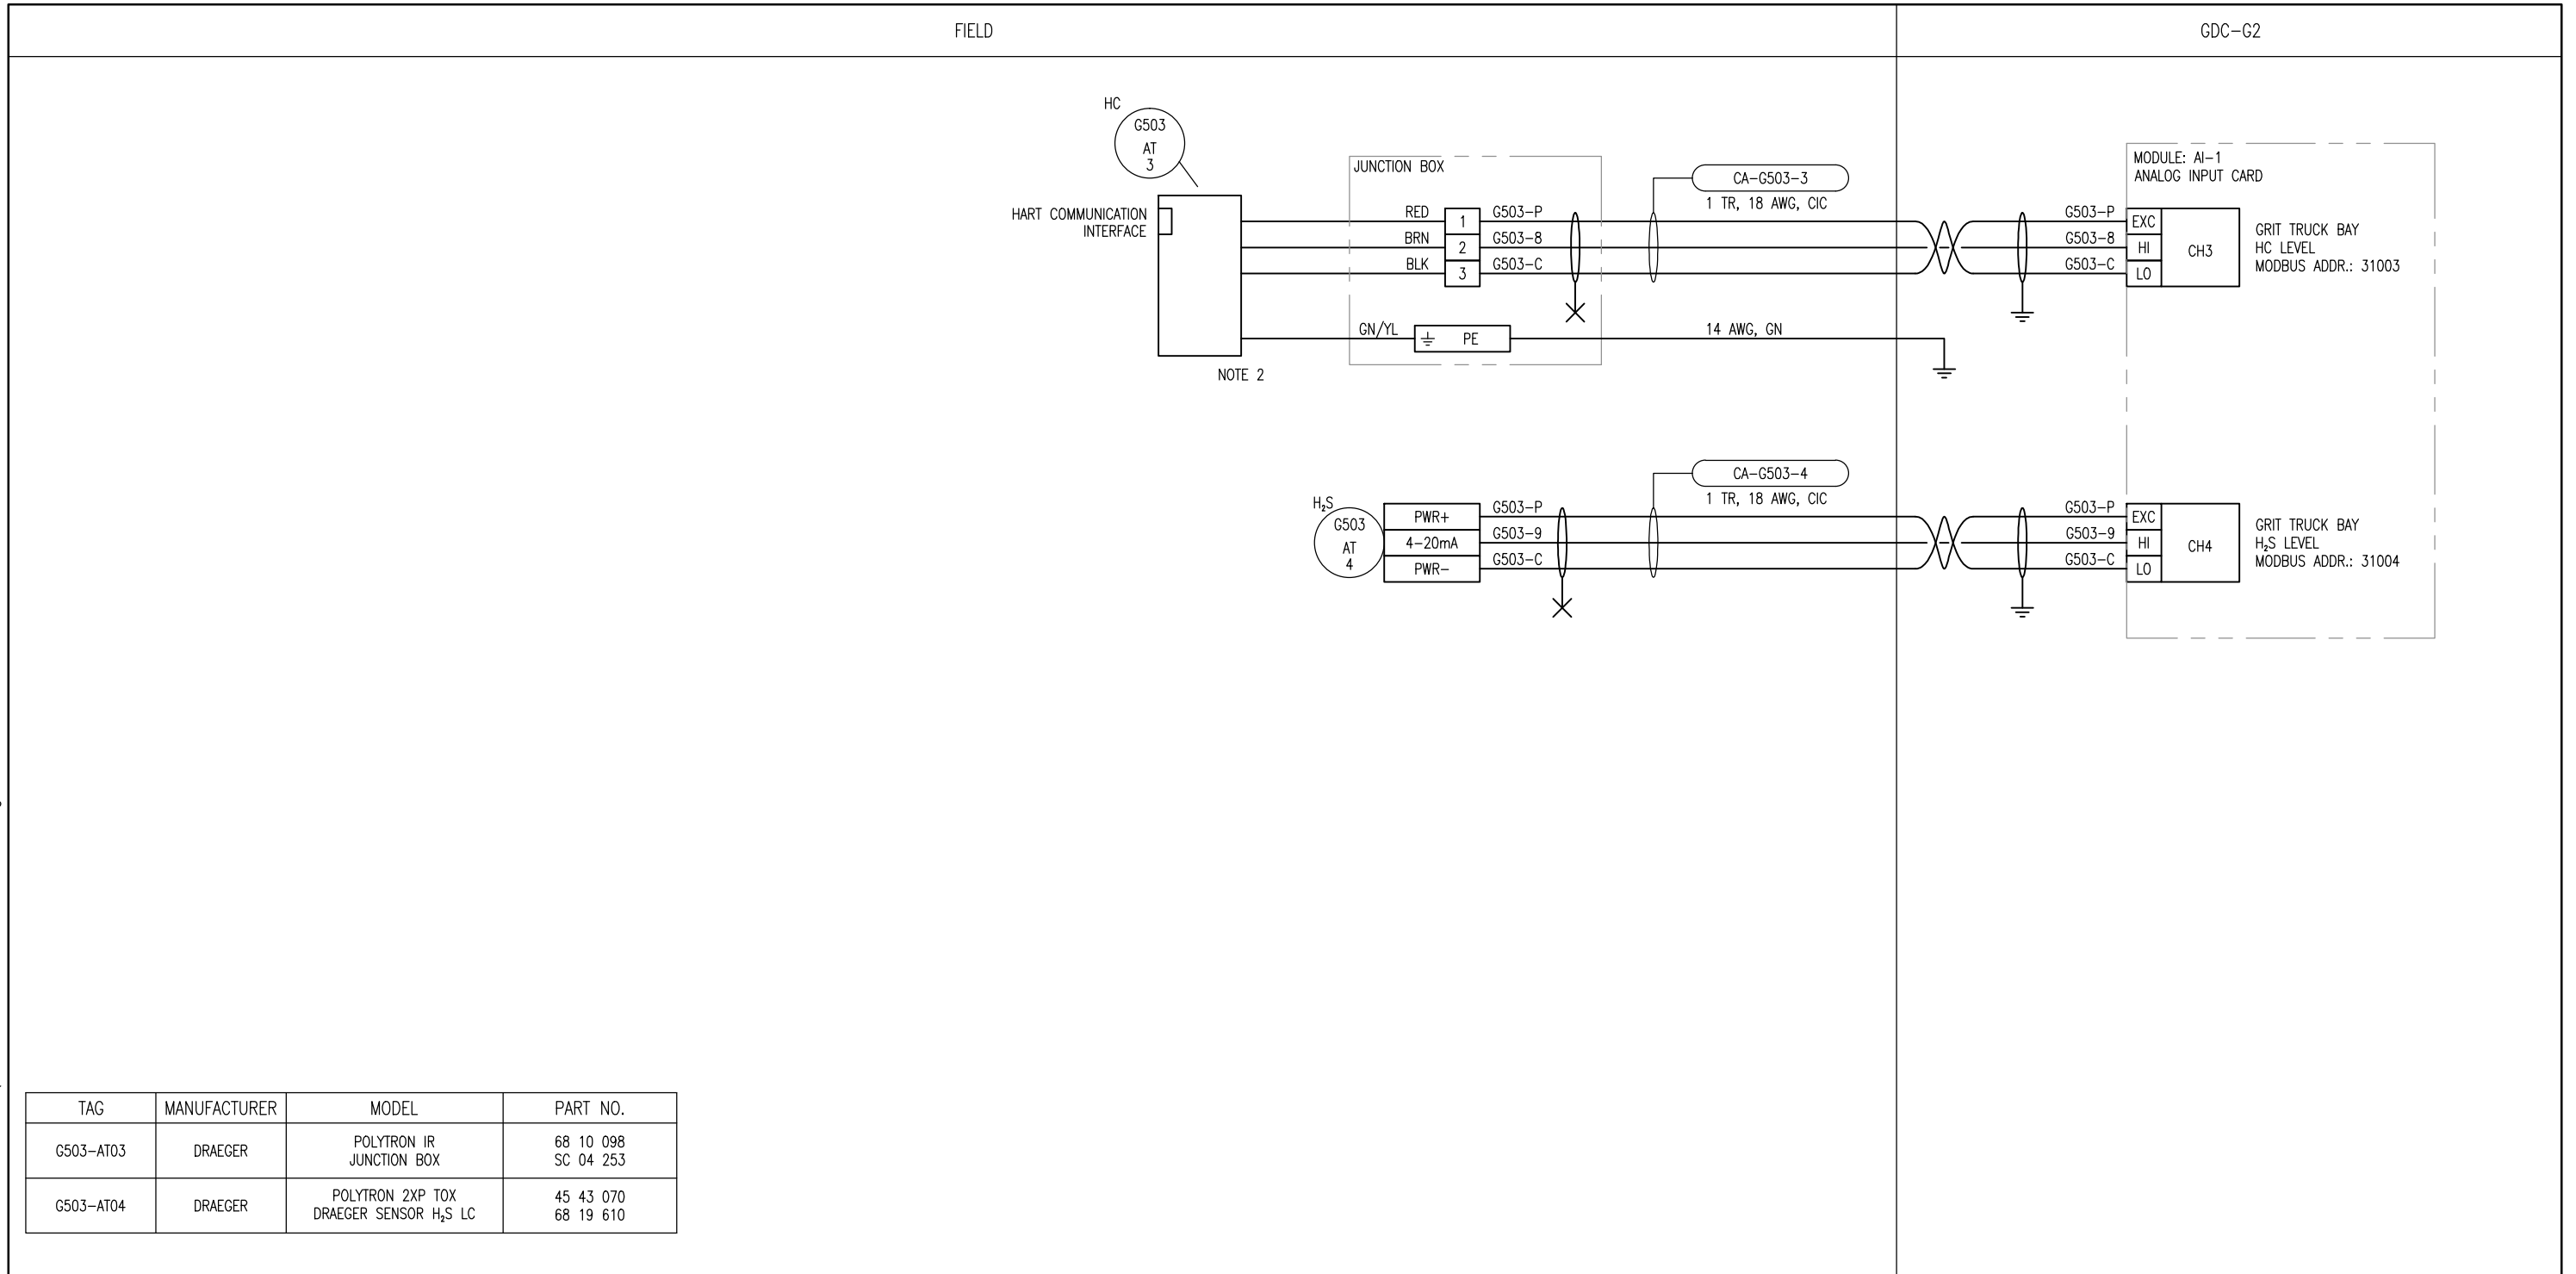 FIELD
GDC-G2
HC
G503
AT
3
HART COMMUNICATION
INTERFACE
NOTE 2
JUNCTION BOX
RED
BRN
BLK
GN/YL
1
2
3
PE
G503-P
G503-8
G503-C
CA-G503-3
1 TR, 18 AWG, CIC
14 AWG, GN
G503-P
G503-8
G503-C
MODULE: AI-1
ANALOG INPUT CARD
EXC
HI
LO
CH3
GRIT TRUCK BAY
HC LEVEL
MODBUS ADDR.: 31003
H₂S
G503
AT
4
PWR+
4-20mA
PWR-
G503-P
G503-9
G503-C
CA-G503-4
1 TR, 18 AWG, CIC
G503-P
G503-9
G503-C
EXC
HI
LO
CH4
GRIT TRUCK BAY
H₂S LEVEL
MODBUS ADDR.: 31004
TAG MANUFACTURER MODEL PART NO.
G503-AT03 DRAEGER POLYTRON IR 68 10 098
JUNCTION BOX SC 04 253
G503-AT04 DRAEGER POLYTRON 2XP TOX 45 43 070
DRAEGER SENSOR H₂S LC 68 19 610